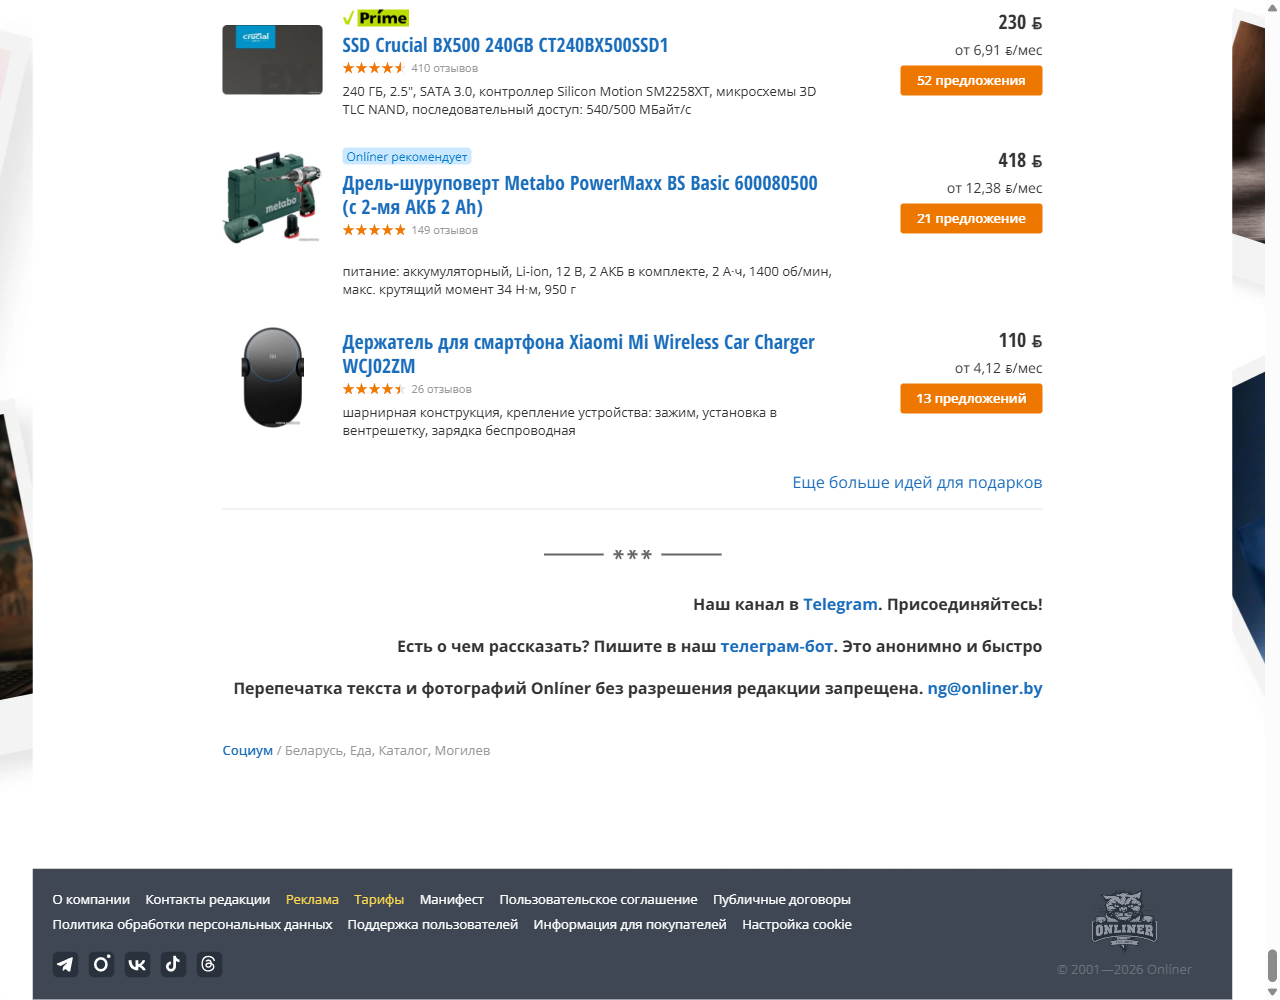 crucial
BX
Prime
SSD Crucial BX500 240GB CT240BX500SSD1
410 отзывов
240 ГБ, 2.5", SATA 3.0, контроллер Silicon Motion SM2258XT, микросхемы 3D
TLC NAND, последовательный доступ: 540/500 МБайт/с
230 Ƃ
от 6,91 Ƃ/мес
52 предложения
metabo
Onlíner рекомендует
Дрель-шуруповерт Metabo PowerMaxx BS Basic 600080500
(с 2-мя АКБ 2 Ah)
149 отзывов
питание: аккумуляторный, Li-ion, 12 В, 2 АКБ в комплекте, 2 А·ч, 1400 об/мин,
макс. крутящий момент 34 Н·м, 950 г
418 Ƃ
от 12,38 Ƃ/мес
21 предложение
Держатель для смартфона Xiaomi Mi Wireless Car Charger
WCJ02ZM
26 отзывов
шарнирная конструкция, крепление устройства: зажим, установка в
вентрешетку, зарядка беспроводная
110 Ƃ
от 4,12 Ƃ/мес
13 предложений
Еще больше идей для подарков
***
Наш канал в Telegram. Присоединяйтесь!
Есть о чем рассказать? Пишите в наш телеграм-бот. Это анонимно и быстро
Перепечатка текста и фотографий Onlíner без разрешения редакции запрещена. ng@onliner.by
Социум / Беларусь, Еда, Каталог, Могилев
О компании Контакты редакции Реклама Тарифы Манифест Пользовательское соглашение Публичные договоры
Политика обработки персональных данных Поддержка пользователей Информация для покупателей Настройка cookie
ONLINER
© 2001—2026 Onlíner